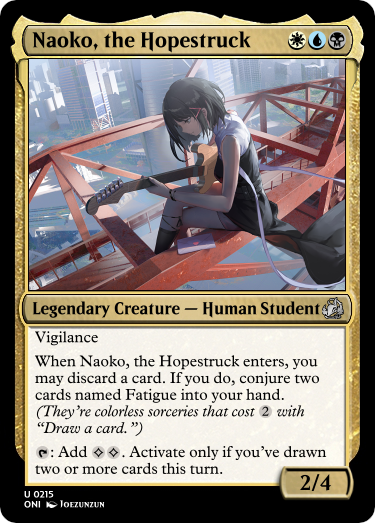 Naoko, the Hopestruck
Legendary Creature — Human Student
Vigilance
When Naoko, the Hopestruck enters, you
may discard a card. If you do, conjure two
cards named Fatigue into your hand.
(They're colorless sorceries that cost 2 with
“Draw a card.”)
: Add . Activate only if you've drawn
two or more cards this turn.
2/4
U 0215
ONI JOEZUNZUN